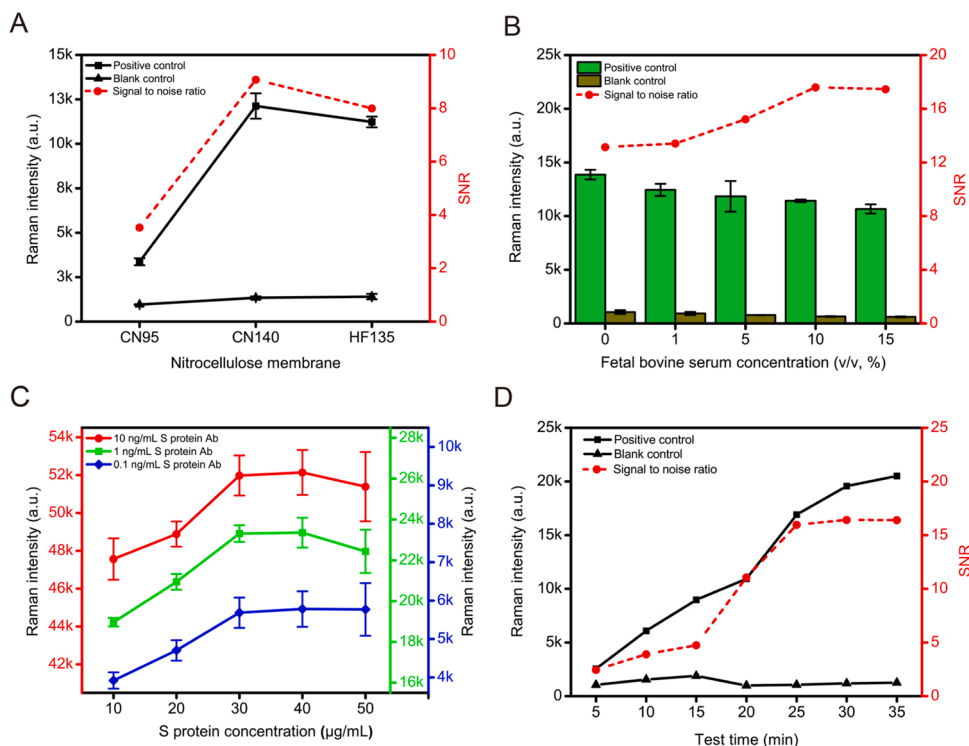 A
15k
13k
10k
8k
5k
3k
0
Raman intensity (a.u.)
Positive control
Blank control
Signal to noise ratio
10
8
6
4
2
0
SNR
CN95 CN140 HF135
Nitrocellulose membrane
B
25k
20k
15k
10k
5k
0
Raman intensity (a.u.)
Positive control
Blank control
Signal to noise ratio
20
16
12
8
4
0
SNR
0 1 5 10 15
Fetal bovine serum concentration (v/v, %)
C
54k
52k
50k
48k
46k
44k
42k
Raman intensity (a.u.)
10 ng/mL S protein Ab
1 ng/mL S protein Ab
0.1 ng/mL S protein Ab
28k
26k
24k
22k
20k
18k
16k
Raman intensity (a.u.)
10k
9k
8k
7k
6k
5k
4k
Raman intensity (a.u.)
10 20 30 40 50
S protein concentration (μg/mL)
D
25k
20k
15k
10k
5k
0
Raman intensity (a.u.)
Positive control
Blank control
Signal to noise ratio
25
20
15
10
5
0
SNR
5 10 15 20 25 30 35
Test time (min)